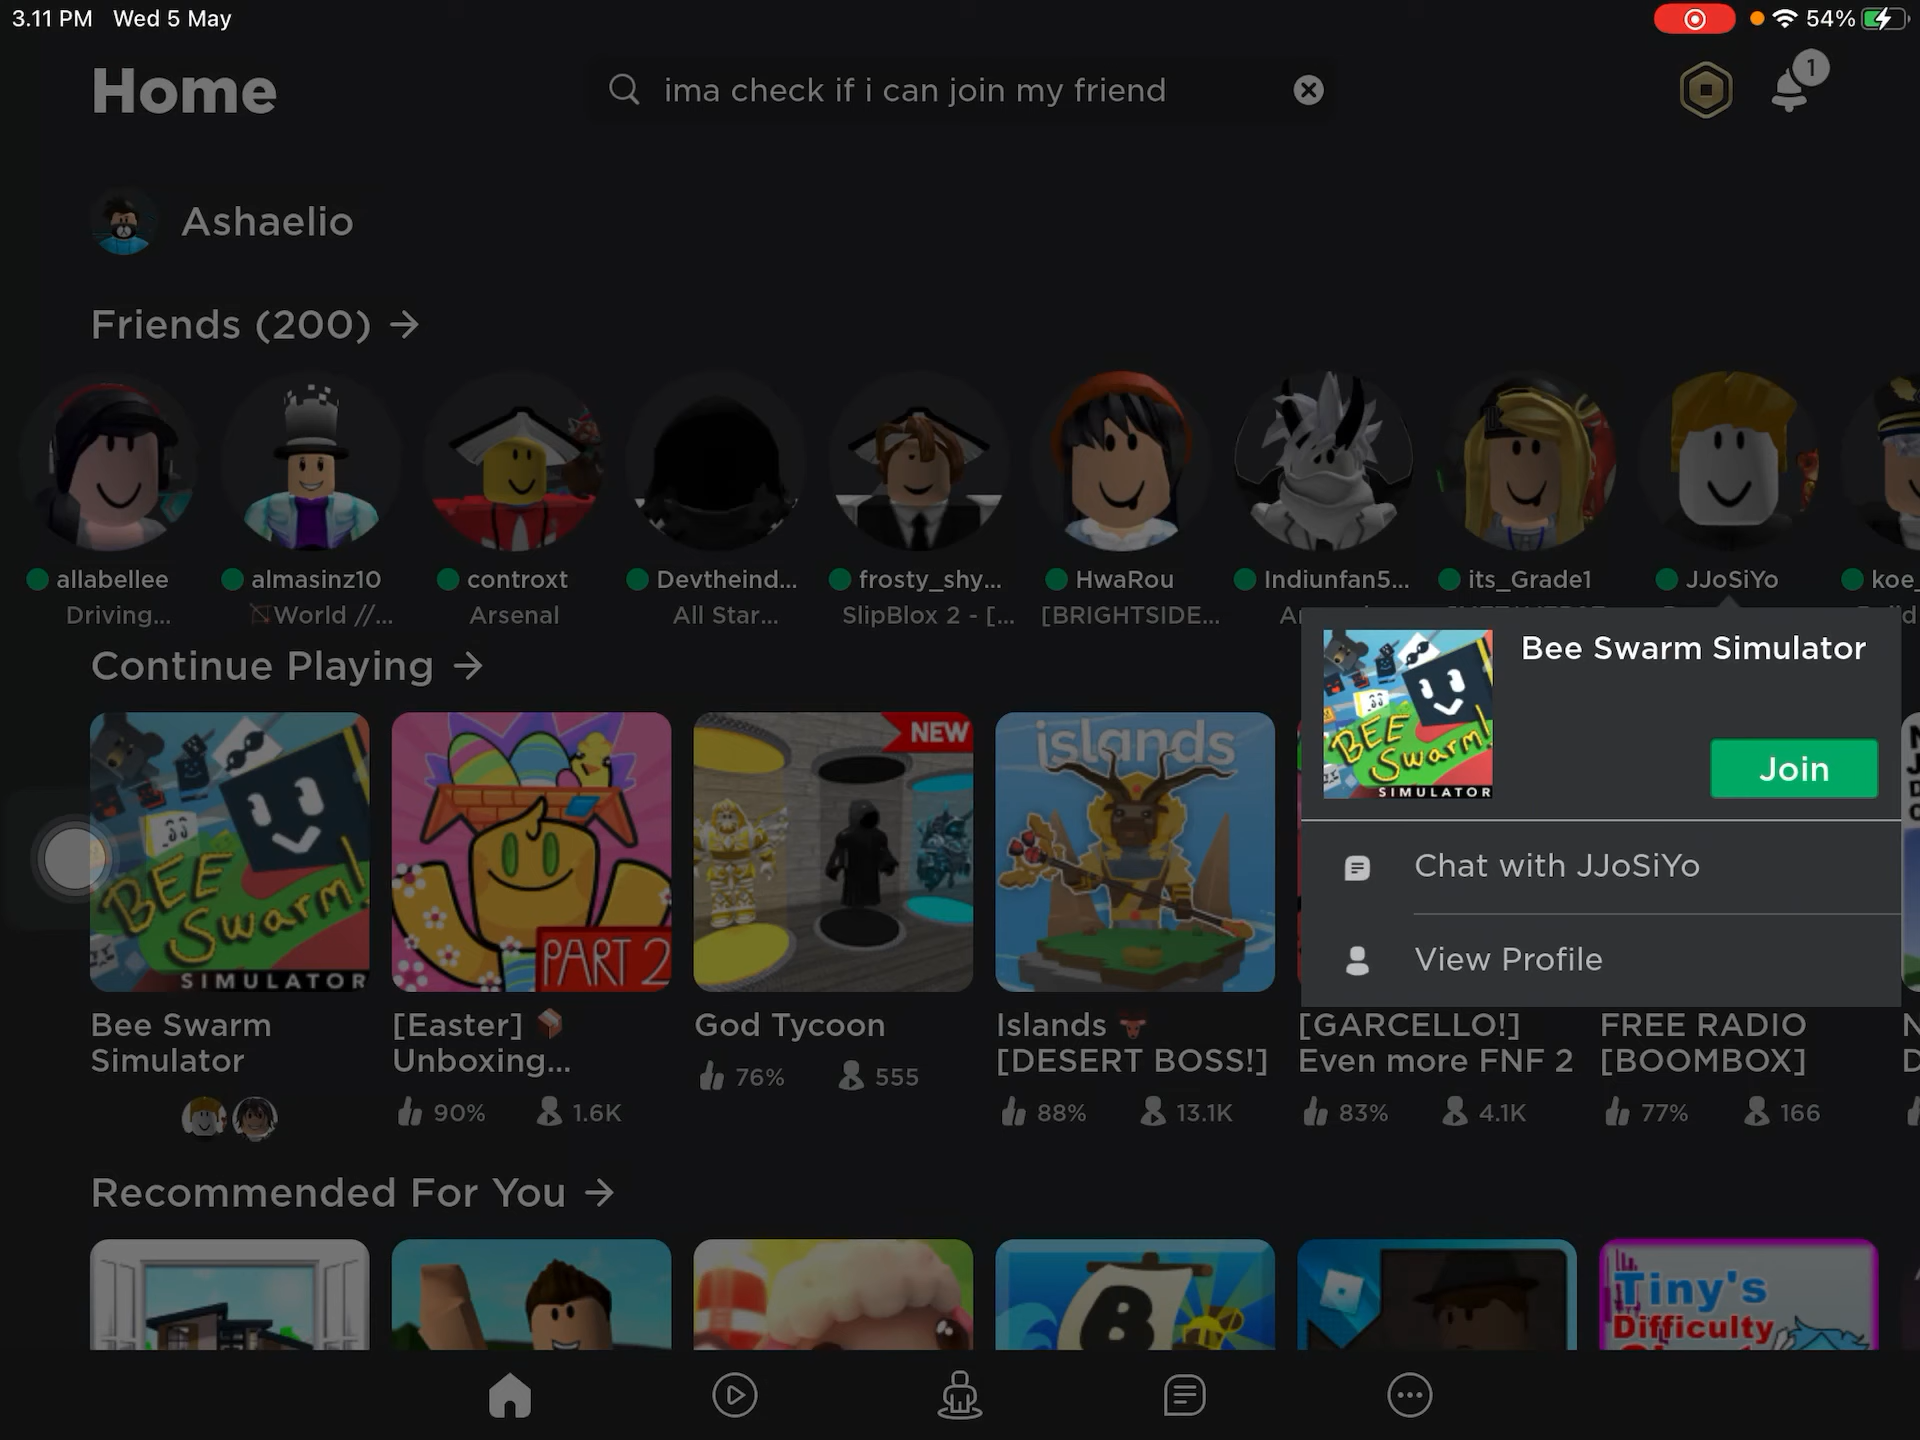 3.11 PM Wed 5 May
54%
Home
ima check if i can join my friend
1
Ashaelio
Friends (200)
allabellee
almasinz10
controxt
Devtheind...
frosty_shy...
HwaRou
Indiunfan5...
its_Grade1
JJoSiYo
koe_
Driving...
World //...
Arsenal
All Star...
SlipBlox 2 - [...
[BRIGHTSIDE...
Bee Swarm Simulator
BEE Swarm!
SIMULATOR
Join
Chat with JJoSiYo
View Profile
Continue Playing
BEE
Swarm!
SIMULATOR
PART 2
NEW
islands
Bee Swarm
Simulator
[Easter]
Unboxing...
90% 1.6K
God Tycoon
76% 555
Islands
[DESERT BOSS!]
88% 13.1K
[GARCELLO!]
Even more FNF 2
83% 4.1K
FREE RADIO
[BOOMBOX]
77% 166
Recommended For You
B
Tiny's
Difficulty